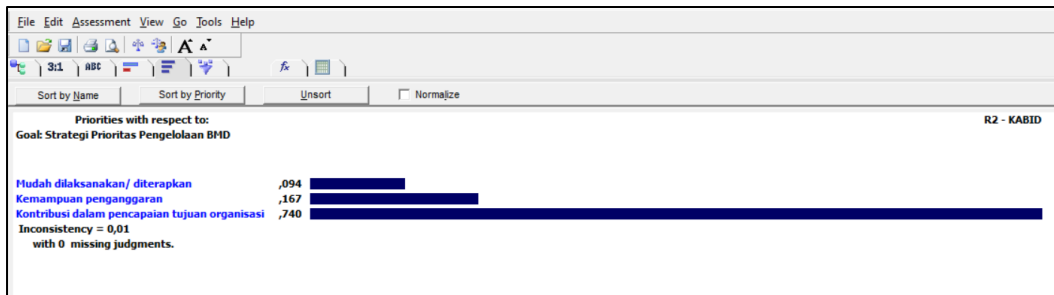 File Edit Assessment View Go Tools Help
A A
3:1 ABC fx
Sort by Name Sort by Priority Unsort Normalize
Priorities with respect to: R2 - KABID
Goal: Strategi Prioritas Pengelolaan BMD
Mudah dilaksanakan/ diterapkan ,094
Kemampuan penganggaran ,167
Kontribusi dalam pencapaian tujuan organisasi ,740
Inconsistency = 0,01
with 0 missing judgments.